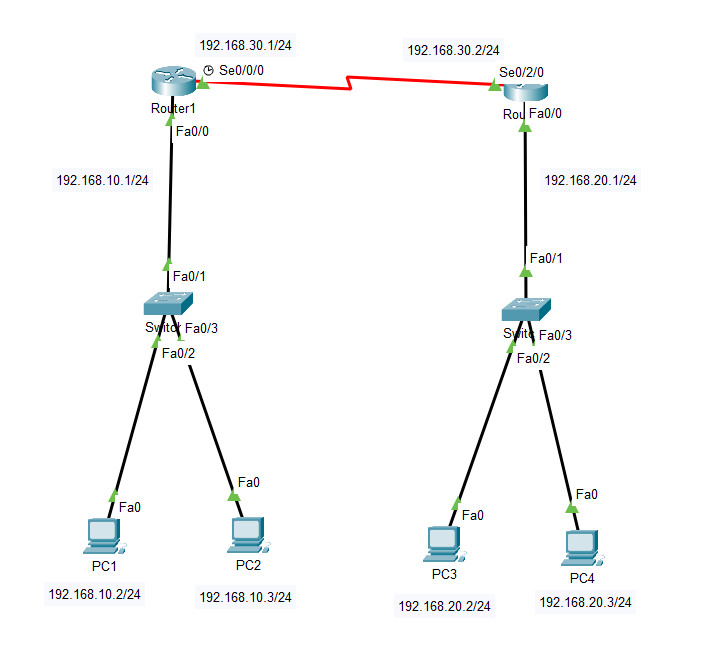 192.168.30.1/24
192.168.30.2/24
Se0/0/0
Se0/2/0
Router1
Fa0/0
Fa0/0
192.168.10.1/24
192.168.20.1/24
Fa0/1
Fa0/1
Fa0/3
Fa0/2
Fa0/3
Fa0/2
Fa0
Fa0
Fa0
Fa0
PC1
PC2
PC3
PC4
192.168.10.2/24
192.168.10.3/24
192.168.20.2/24
192.168.20.3/24